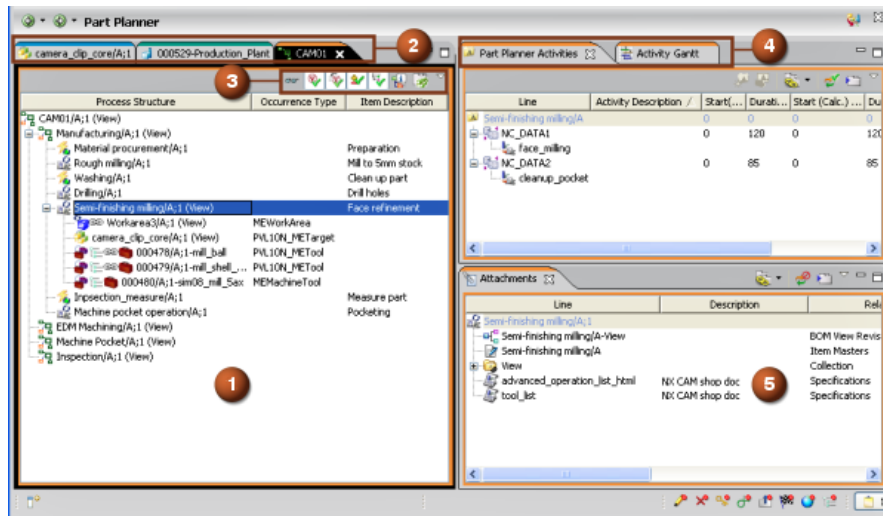 Part Planner
camera_clip_core/A;1
000529-Production_Plant
CAM01
2
3
Process Structure Occurrence Type Item Description
CAM01/A;1 (View)
Manufacturing/A;1 (View)
Material procurement/A;1 Preparation
Rough milling/A;1 Mill to 5mm stock
Washing/A;1 Clean up part
Drilling/A;1 Drill holes
Semi-finishing milling/A;1 (View) Face refinement
Workarea3/A;1 (View) MEWorkArea
camera_clip_core/A;1 (View) PVL10N_METarget
000478/A;1-mill_ball PVL10N_METool
000479/A;1-mill_shell_... PVL10N_METool
000480/A;1-sim08_mill_5ax MEMachineTool
Inpsection_measure/A;1 Measure part
Machine pocket operation/A;1 Pocketing
EDM Machining/A;1 (View)
Machine Pocket/A;1 (View)
Inspection/A;1 (View)
1
Part Planner Activities
Activity Gantt
4
Line Activity Description / Start(... Durati... Start (Calc.) ... Du
Semi-finishing milling/A 0 0 0 0
NC_DATA1 0 120 0 120
face_milling
NC_DATA2 0 85 0 85
cleanup_pocket
Attachments
Line Description Rela
Semi-finishing milling/A;1
Semi-finishing milling/A-View BOM View Revis
Semi-finishing milling/A Item Masters
View Collection
advanced_operation_list_html NX CAM shop doc Specifications
tool_list NX CAM shop doc Specifications
5